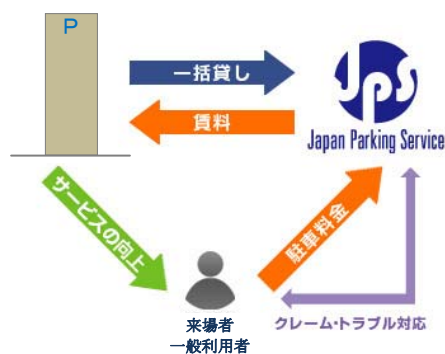 P
一括貸し
賃料
JpS
Japan Parking Service
サービスの向上
駐車料金
来場者
一般利用者
クレーム・トラブル対応